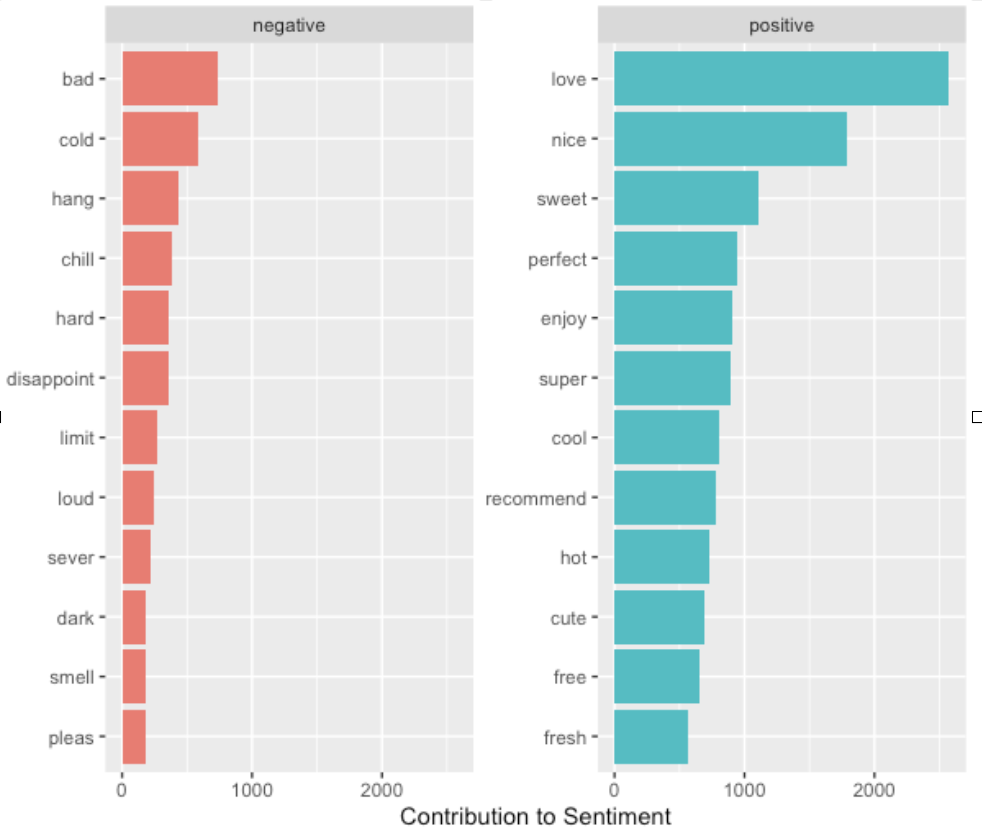 negative
bad
cold
hang
chill
hard
disappoint
limit
loud
sever
dark
smell
pleas
0 1000 2000
positive
love
nice
sweet
perfect
enjoy
super
cool
recommend
hot
cute
free
fresh
0 1000 2000
Contribution to Sentiment